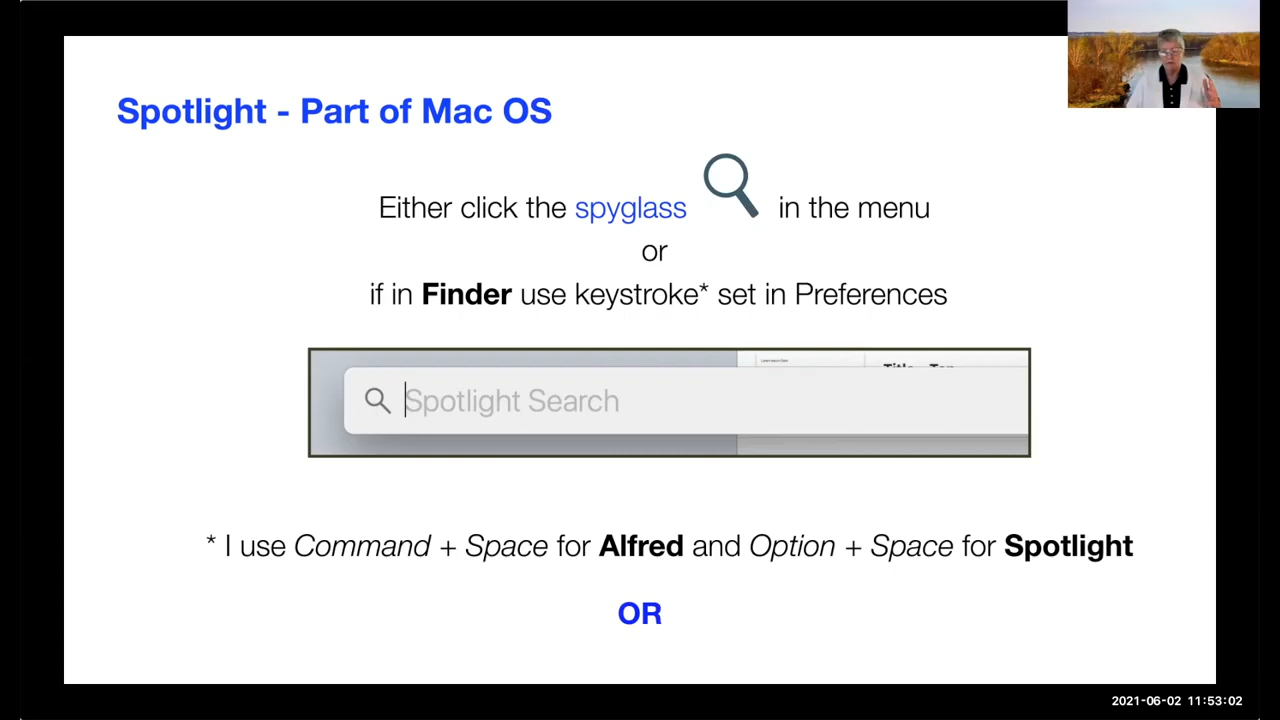 Spotlight - Part of Mac OS
Either click the spyglass in the menu
or
if in Finder use keystroke* set in Preferences
Spotlight Search
* I use Command + Space for Alfred and Option + Space for Spotlight
OR
2021-06-02 11:53:02